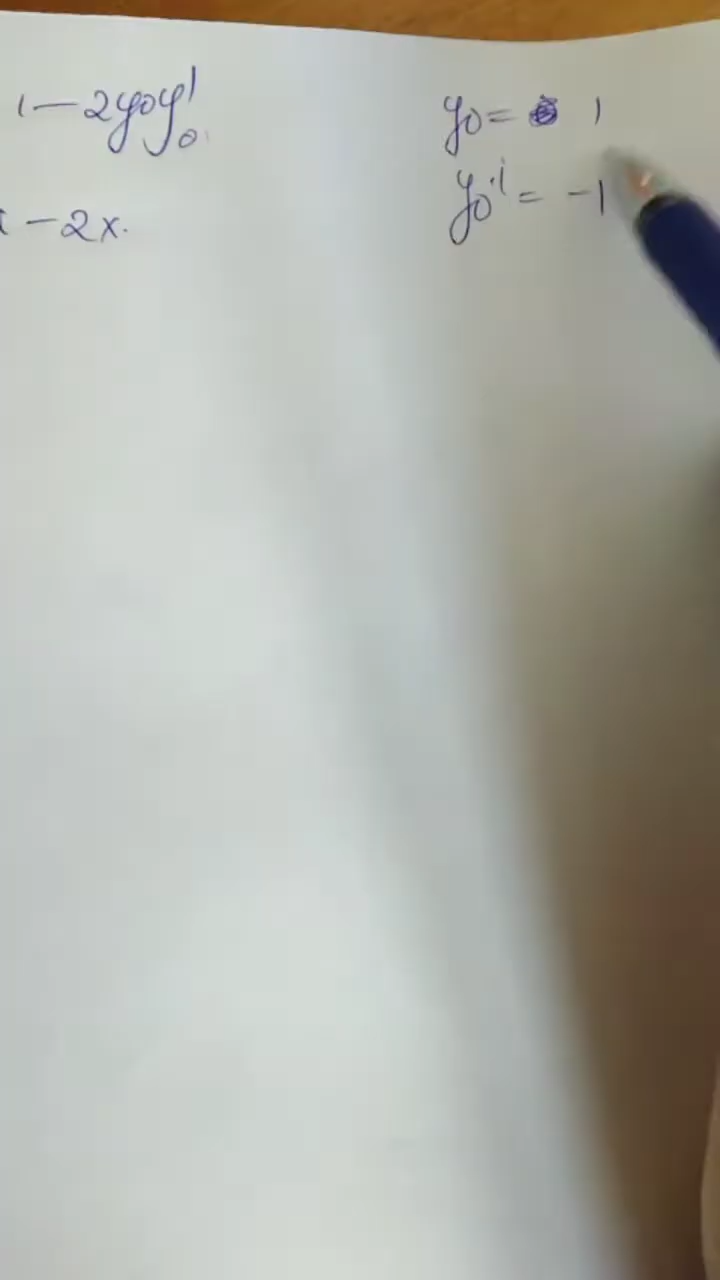 1-2y₀y₀' y₀ = 1
- 2x. y₀' = -1